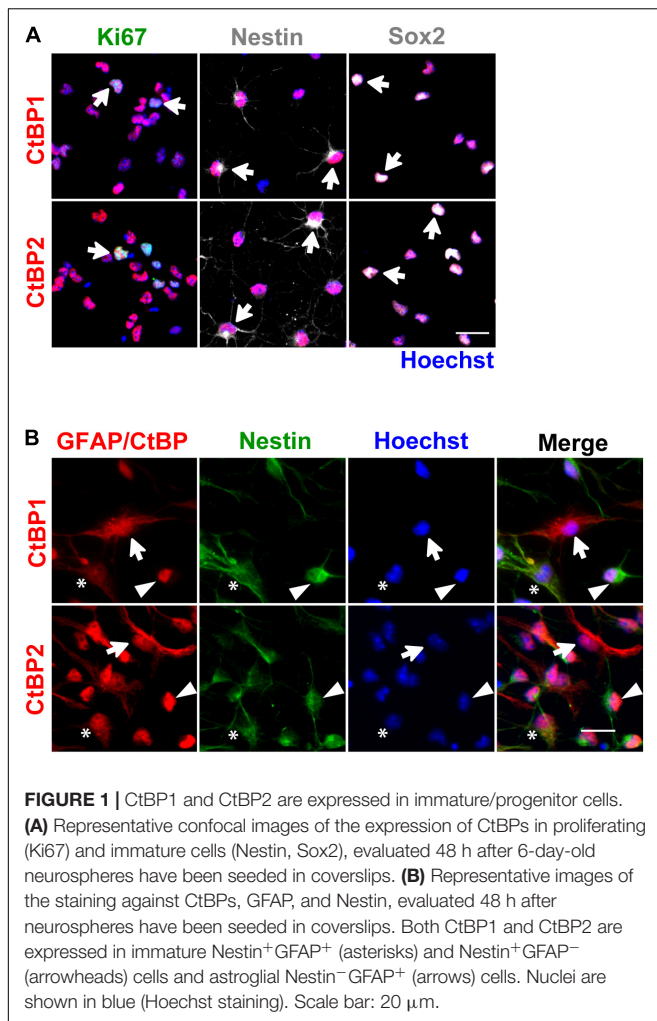 A
Ki67 Nestin Sox2
CtBP1
CtBP2
Hoechst
B
GFAP/CtBP Nestin Hoechst Merge
CtBP1
*
*
*
*
CtBP2
*
*
*
*
FIGURE 1 | CtBP1 and CtBP2 are expressed in immature/progenitor cells.
(A) Representative confocal images of the expression of CtBPs in proliferating
(Ki67) and immature cells (Nestin, Sox2), evaluated 48 h after 6-day-old
neurospheres have been seeded in coverslips. (B) Representative images of
the staining against CtBPs, GFAP, and Nestin, evaluated 48 h after
neurospheres have been seeded in coverslips. Both CtBP1 and CtBP2 are
expressed in immature Nestin⁺GFAP⁺ (asterisks) and Nestin⁺GFAP⁻
(arrowheads) cells and astroglial Nestin⁻GFAP⁺ (arrows) cells. Nuclei are
shown in blue (Hoechst staining). Scale bar: 20 μm.